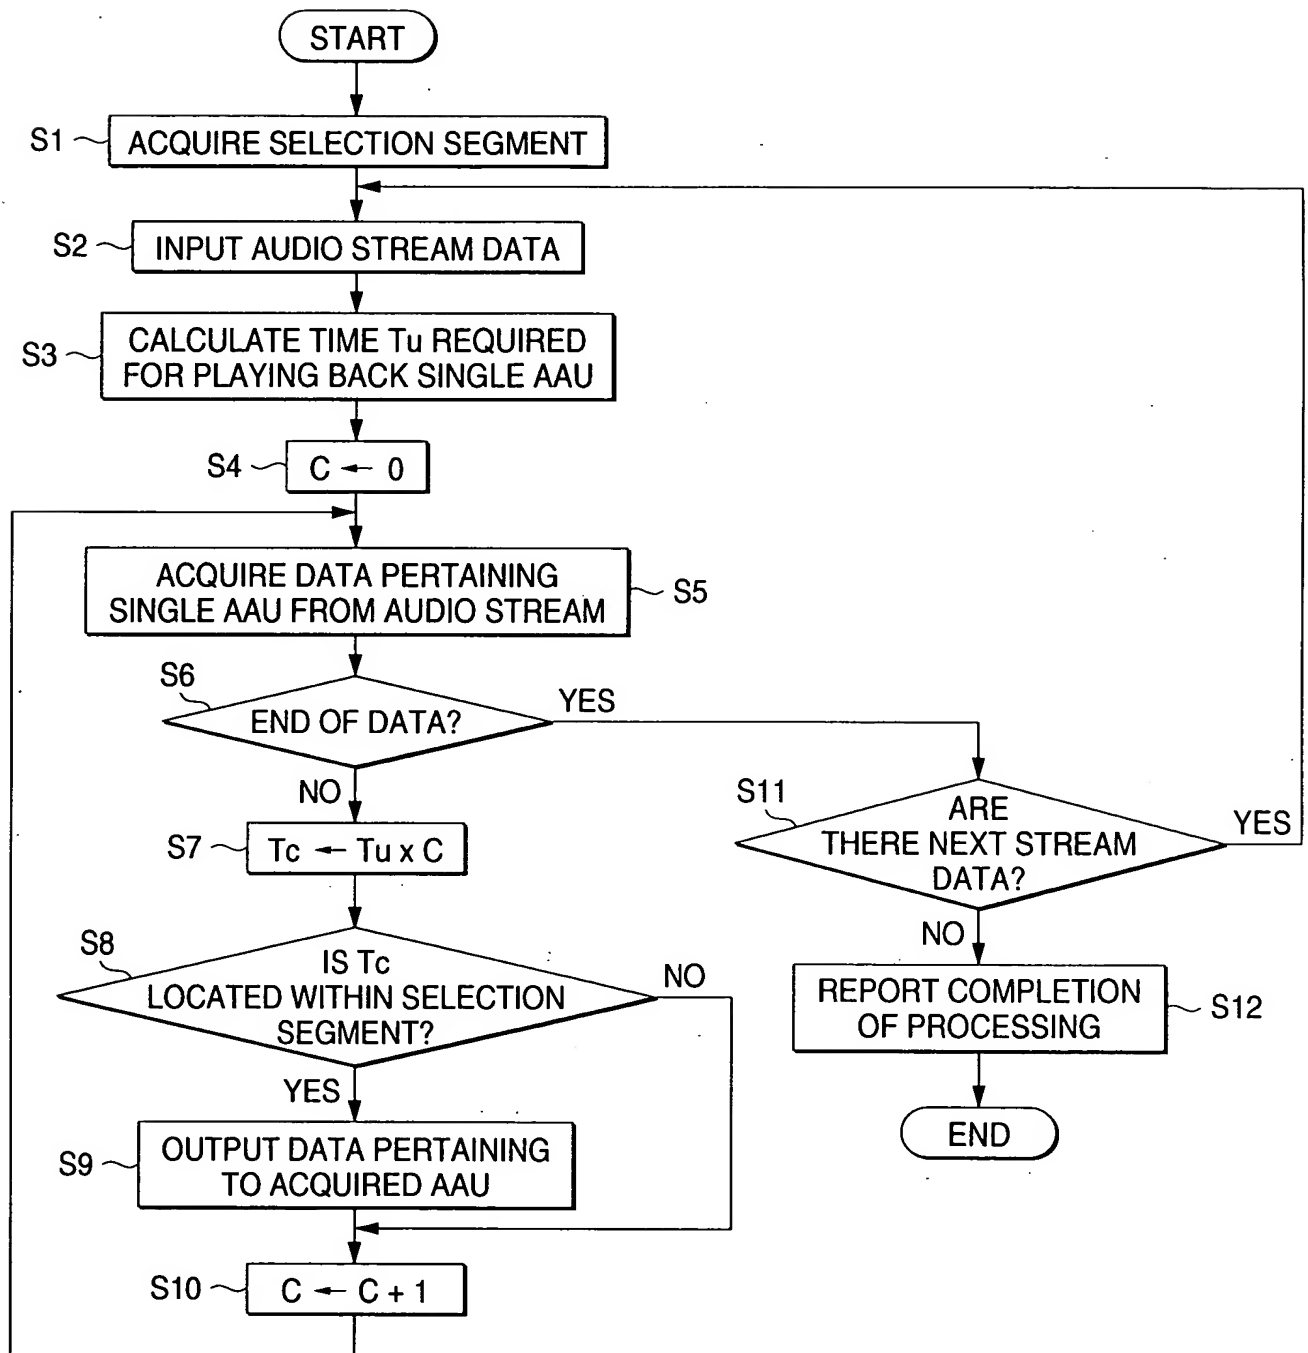 START
S1
ACQUIRE SELECTION SEGMENT
S2
INPUT AUDIO STREAM DATA
S3
CALCULATE TIME Tu REQUIRED
FOR PLAYING BACK SINGLE AAU
S4
C ← 0
ACQUIRE DATA PERTAINING
SINGLE AAU FROM AUDIO STREAM
S5
S6
END OF DATA?
YES
NO
S7
Tc ← Tu x C
S8
IS Tc
LOCATED WITHIN SELECTION
SEGMENT?
NO
YES
S9
OUTPUT DATA PERTAINING
TO ACQUIRED AAU
S10
C ← C + 1
S11
ARE
THERE NEXT STREAM
DATA?
YES
NO
REPORT COMPLETION
OF PROCESSING
S12
END